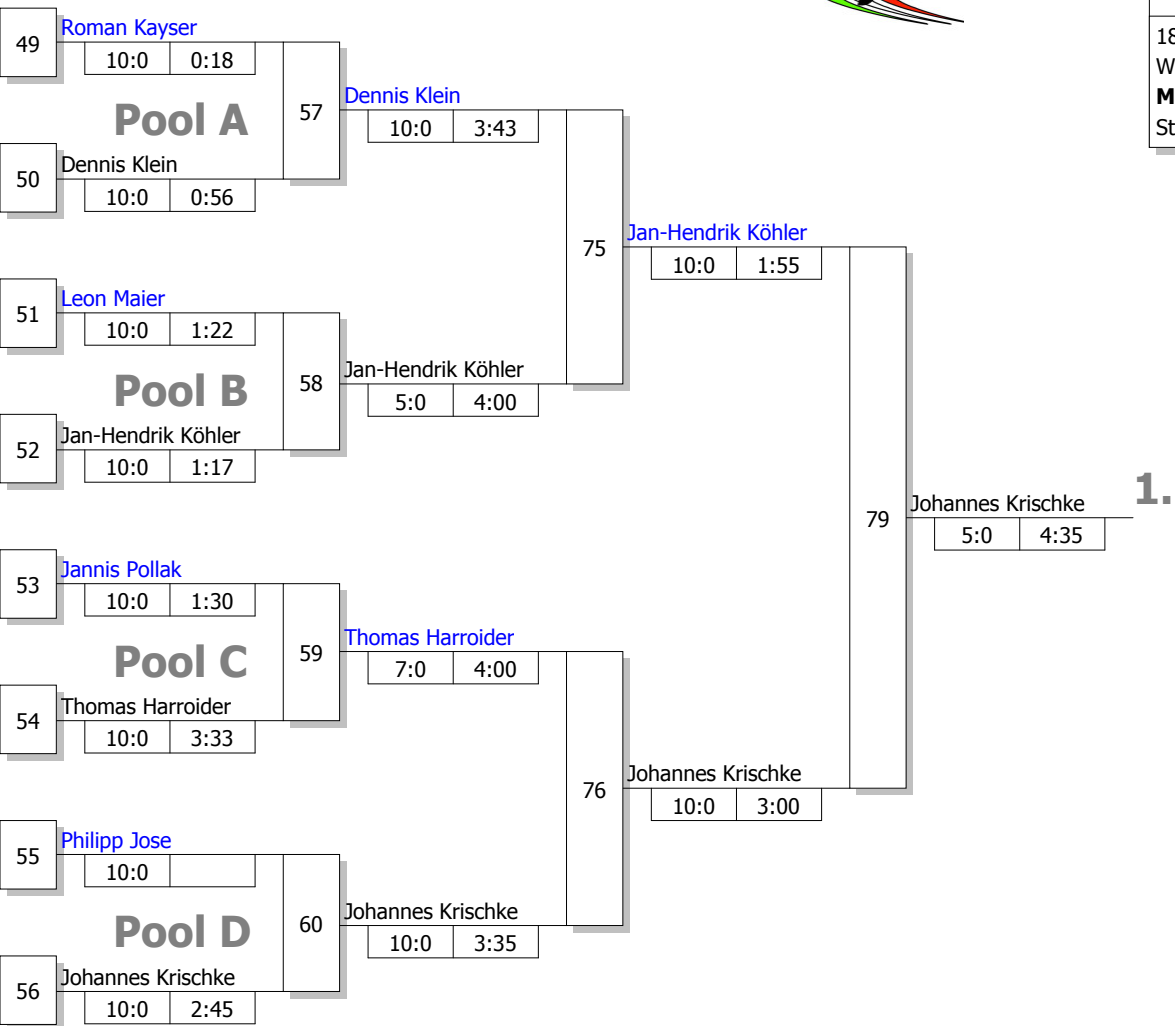 49
Roman Kayser
10:0 0:18
Pool A
57
Dennis Klein
10:0 3:43
50
Dennis Klein
10:0 0:56
75
Jan-Hendrik Köhler
10:0 1:55
51
Leon Maier
10:0 1:22
Pool B
58
Jan-Hendrik Köhler
5:0 4:00
52
Jan-Hendrik Köhler
10:0 1:17
79
Johannes Krischke
5:0 4:35
1.
53
Jannis Pollak
10:0 1:30
Pool C
59
Thomas Harroider
7:0 4:00
54
Thomas Harroider
10:0 3:33
76
Johannes Krischke
10:0 3:00
55
Philipp Jose
10:0
Pool D
60
Johannes Krischke
10:0 3:35
56
Johannes Krischke
10:0 2:45